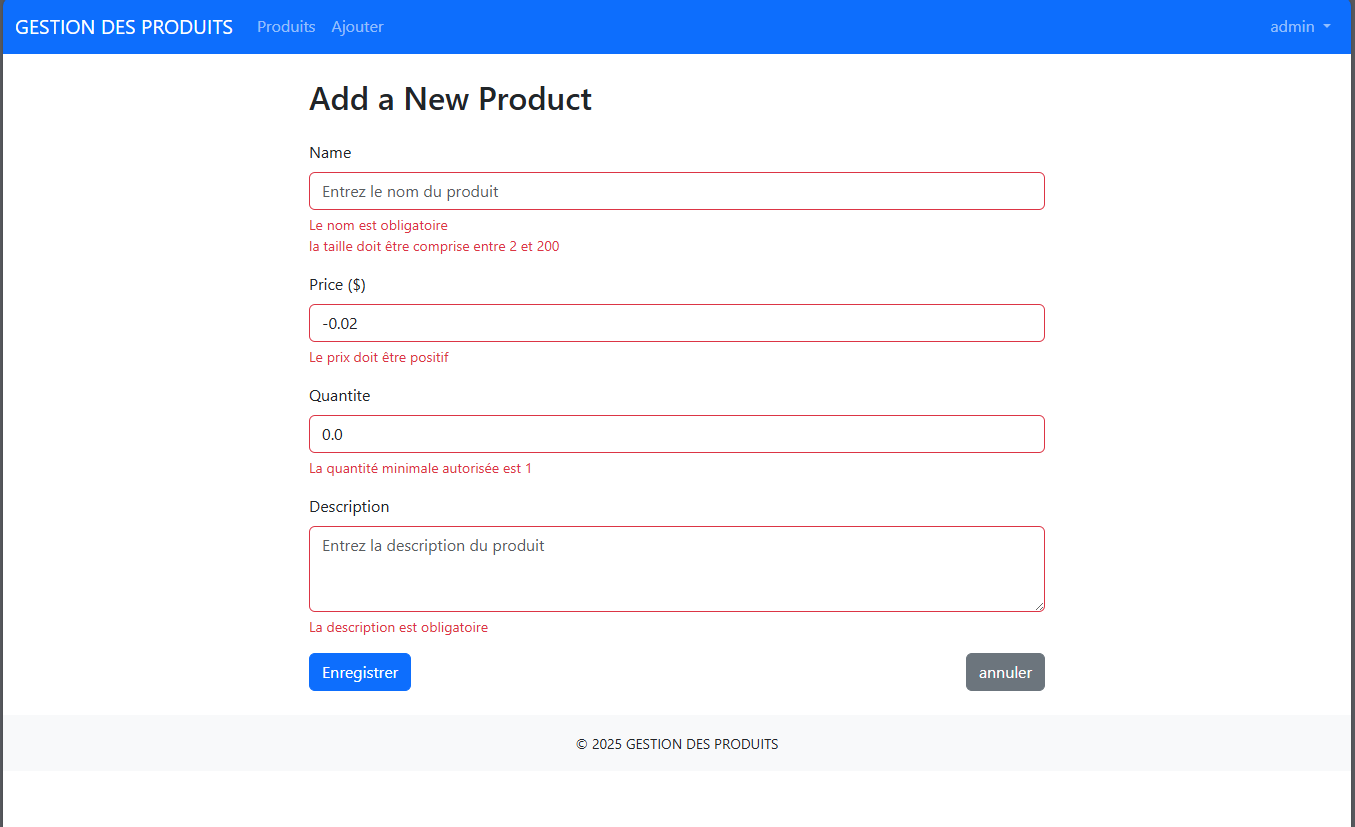 GESTION DES PRODUITS Produits Ajouter admin
Add a New Product
Name
Entrez le nom du produit
Le nom est obligatoire
la taille doit être comprise entre 2 et 200
Price ($)
-0.02
Le prix doit être positif
Quantite
0.0
La quantité minimale autorisée est 1
Description
Entrez la description du produit
La description est obligatoire
Enregistrer annuler
© 2025 GESTION DES PRODUITS